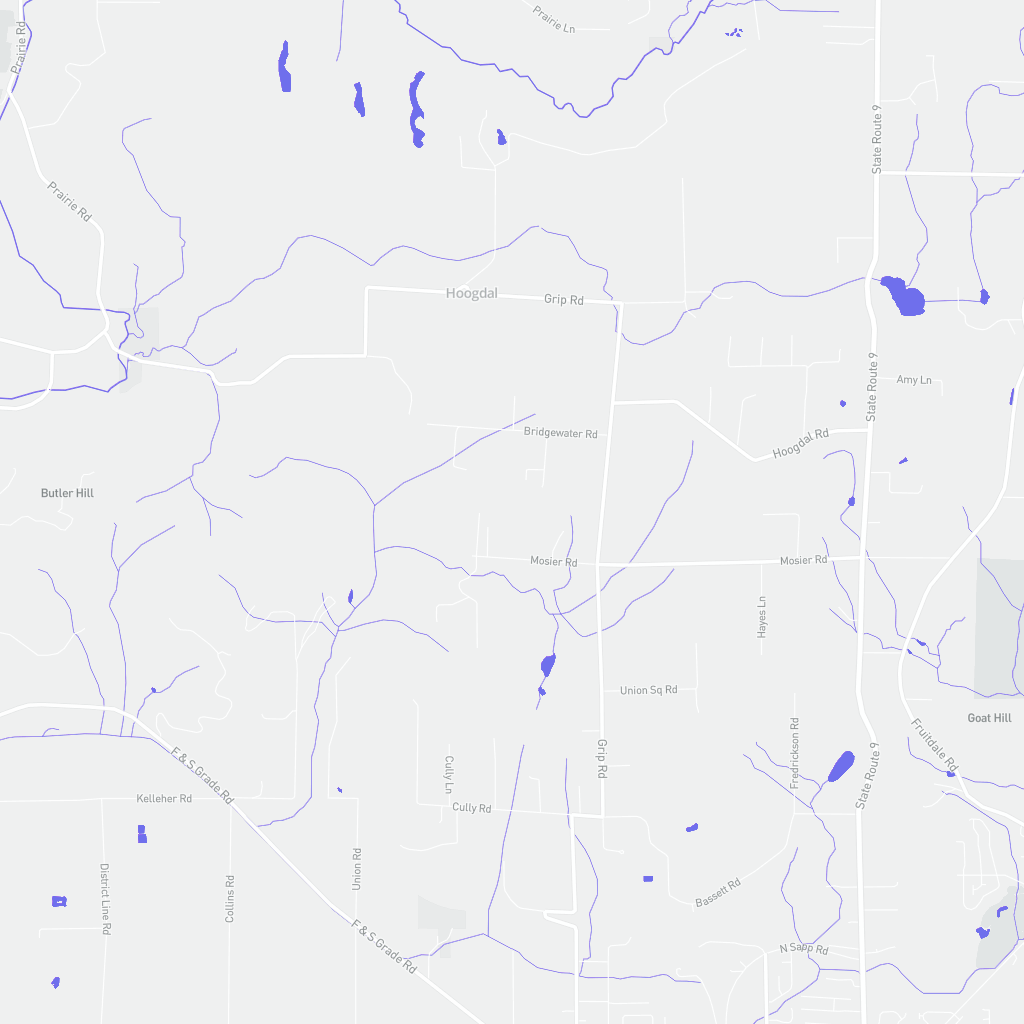 Prairie Ln
Prairie Rd
State Route 9
Prairie Rd
Hoogdal
Grip Rd
State Route 9
Amy Ln
Bridgewater Rd
Hoogdal Rd
Butler Hill
Mosier Rd
Mosier Rd
Hayes Ln
Union Sq Rd
Goat Hill
Fruitdale Rd
Fredrickson Rd
Grip Rd
State Route 9
F & S Grade Rd
Cully Ln
Kelleher Rd
Cully Rd
Union Rd
District Line Rd
Collins Rd
Bassett Rd
F & S Grade Rd
N Sapp Rd